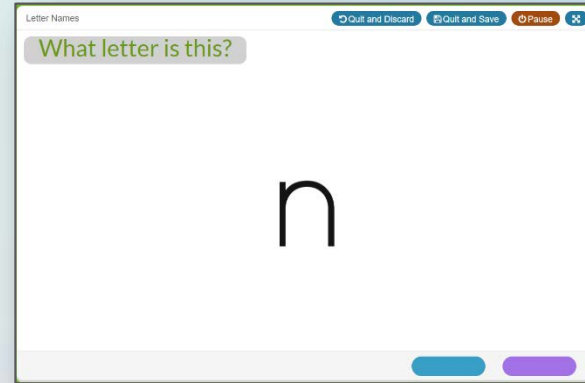 Letter Names
Quit and Discard
Quit and Save
Pause
What letter is this?
n